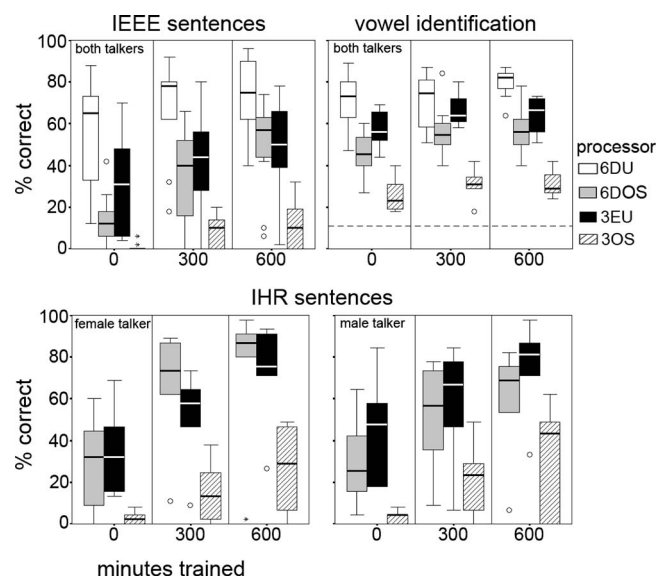 IEEE sentences
vowel identification
% correct
100
80
60
40
20
0
both talkers
both talkers
0 300 600
0 300 600
processor
6DU
6DOS
3EU
3OS
IHR sentences
% correct
100
80
60
40
20
0
female talker
male talker
0 300 600
0 300 600
minutes trained